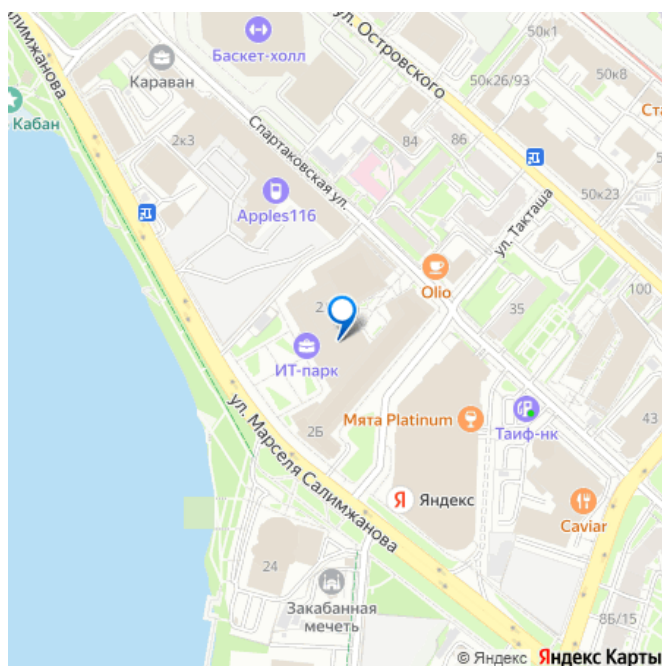 50к1
ул. Островского
Салимжанова
Баскет-холл
Караван
50к26/93
50к8
Ста
Кабан
2к3
84
86
Спартаковская ул.
50к23
Apples116
ул. Такташа
Olio
100
35
2
ИТ-парк
2Б
Мята Platinum
Таиф-нк
43
ул. Марселя Салимжанова
Я Яндекс
Caviar
24
Закабанная
мечеть
8Б/15
© Яндекс Яндекс Карты